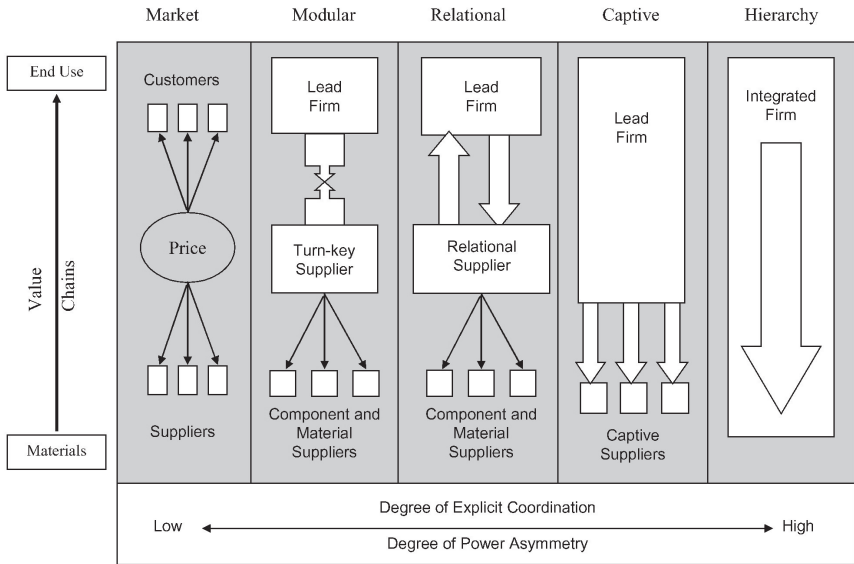 Market
Modular
Relational
Captive
Hierarchy
End Use
Value
Chains
Materials
Customers
Price
Suppliers
Lead
Firm
Turn-key
Supplier
Component and
Material
Suppliers
Lead
Firm
Relational
Supplier
Component and
Material
Suppliers
Lead
Firm
Captive
Suppliers
Integrated
Firm
Degree of Explicit Coordination
Low
High
Degree of Power Asymmetry